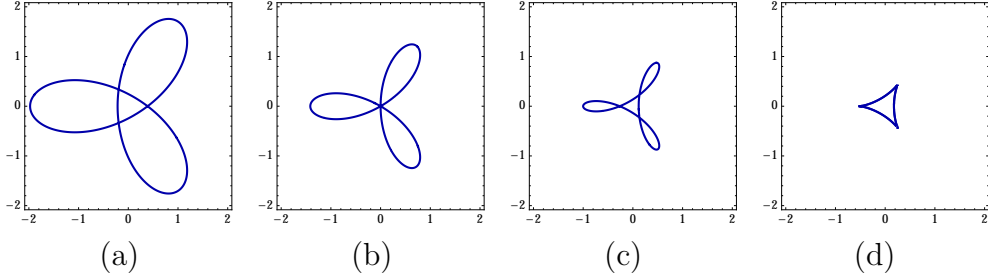 2 2 2 2
1 1 1 1
0 0 0 0
−1 −1 −1 −1
−2 −2 −2 −2
−2 −1 0 1 2 −2 −1 0 1 2 −2 −1 0 1 2 −2 −1 0 1 2
(a) (b) (c) (d)